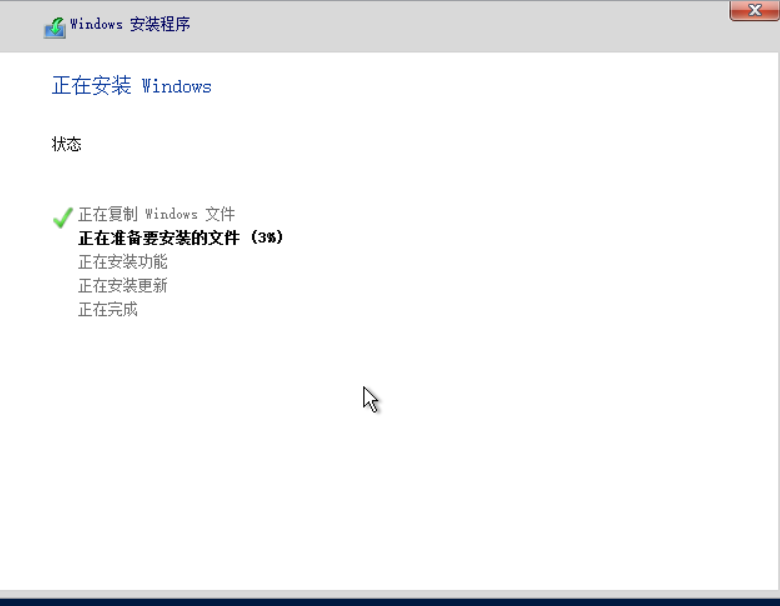 Windows 安装程序
正在安装 Windows
状态
正在复制 Windows 文件
正在准备要安装的文件 (3%)
正在安装功能
正在安装更新
正在完成